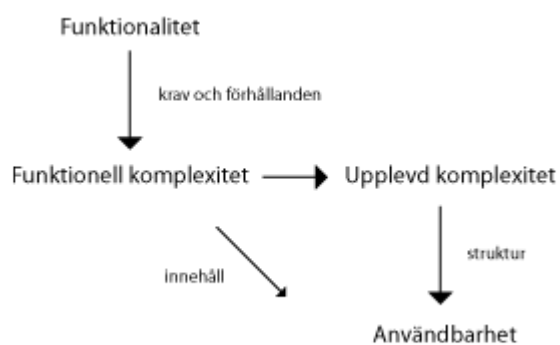 Funktionalitet
krav och förhållanden
Funktionell komplexitet
Upplevd komplexitet
struktur
innehåll
Användbarhet